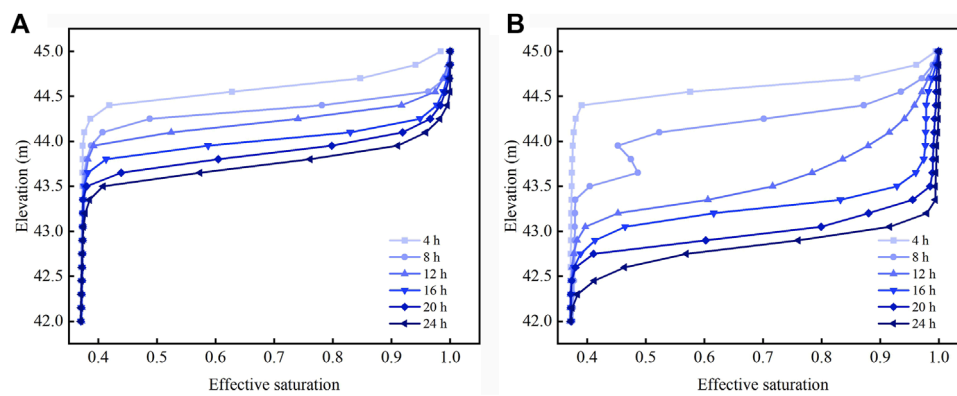 A
45.0
44.5
44.0
43.5
43.0
42.5
42.0
Elevation (m)
4 h
8 h
12 h
16 h
20 h
24 h
0.4 0.5 0.6 0.7 0.8 0.9 1.0
Effective saturation
B
45.0
44.5
44.0
43.5
43.0
42.5
42.0
Elevation (m)
4 h
8 h
12 h
16 h
20 h
24 h
0.4 0.5 0.6 0.7 0.8 0.9 1.0
Effective saturation